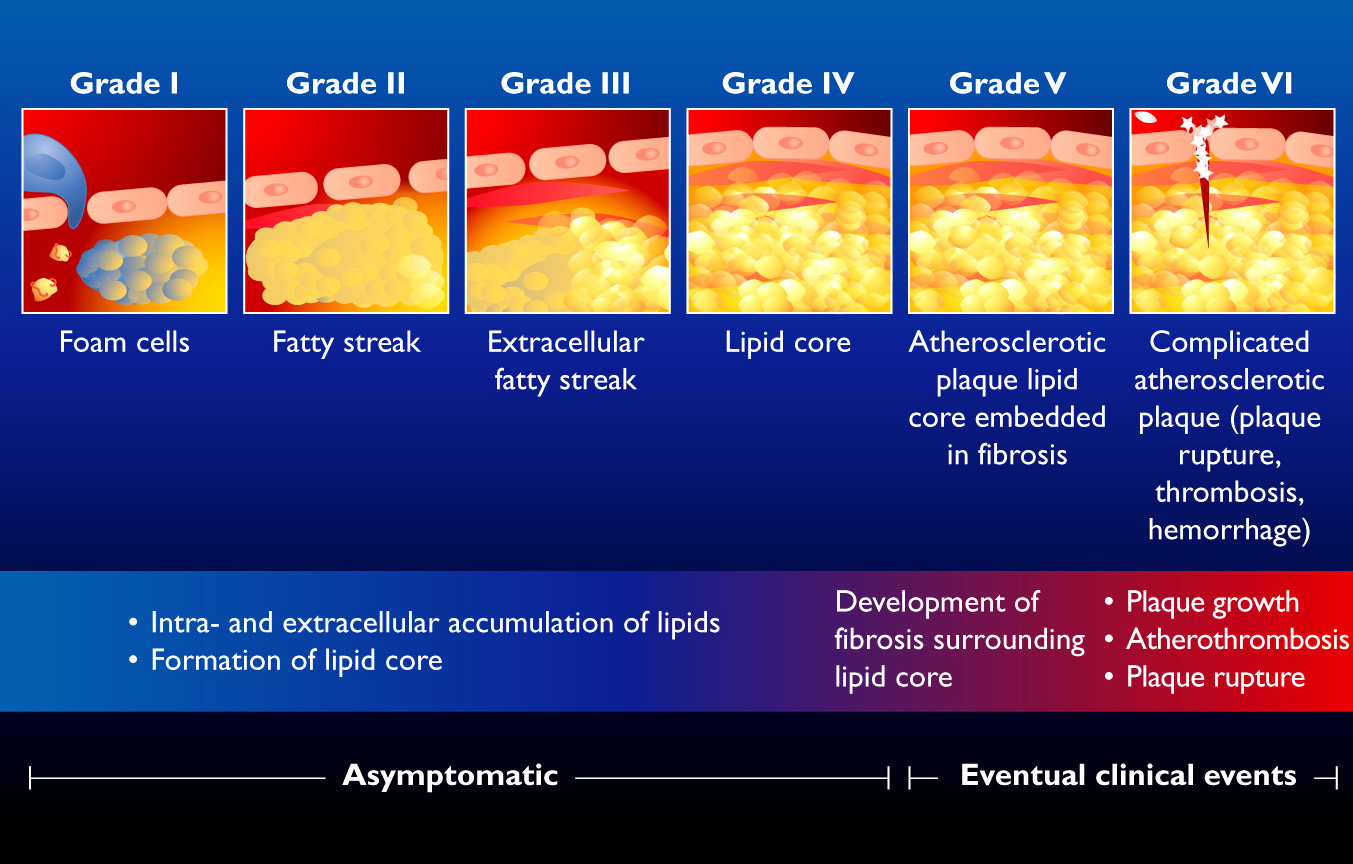 Grade I
Grade II
Grade III
Grade IV
Grade V
Grade VI
Foam cells
Fatty streak
Extracellular
fatty streak
Lipid core
Atherosclerotic
plaque lipid
core embedded
in fibrosis
Complicated
atherosclerotic
plaque (plaque
rupture,
thrombosis,
hemorrhage)
• Intra- and extracellular accumulation of lipids
• Formation of lipid core
Development of
fibrosis surrounding
lipid core
• Plaque growth
• Atherothrombosis
• Plaque rupture
Asymptomatic
Eventual clinical events